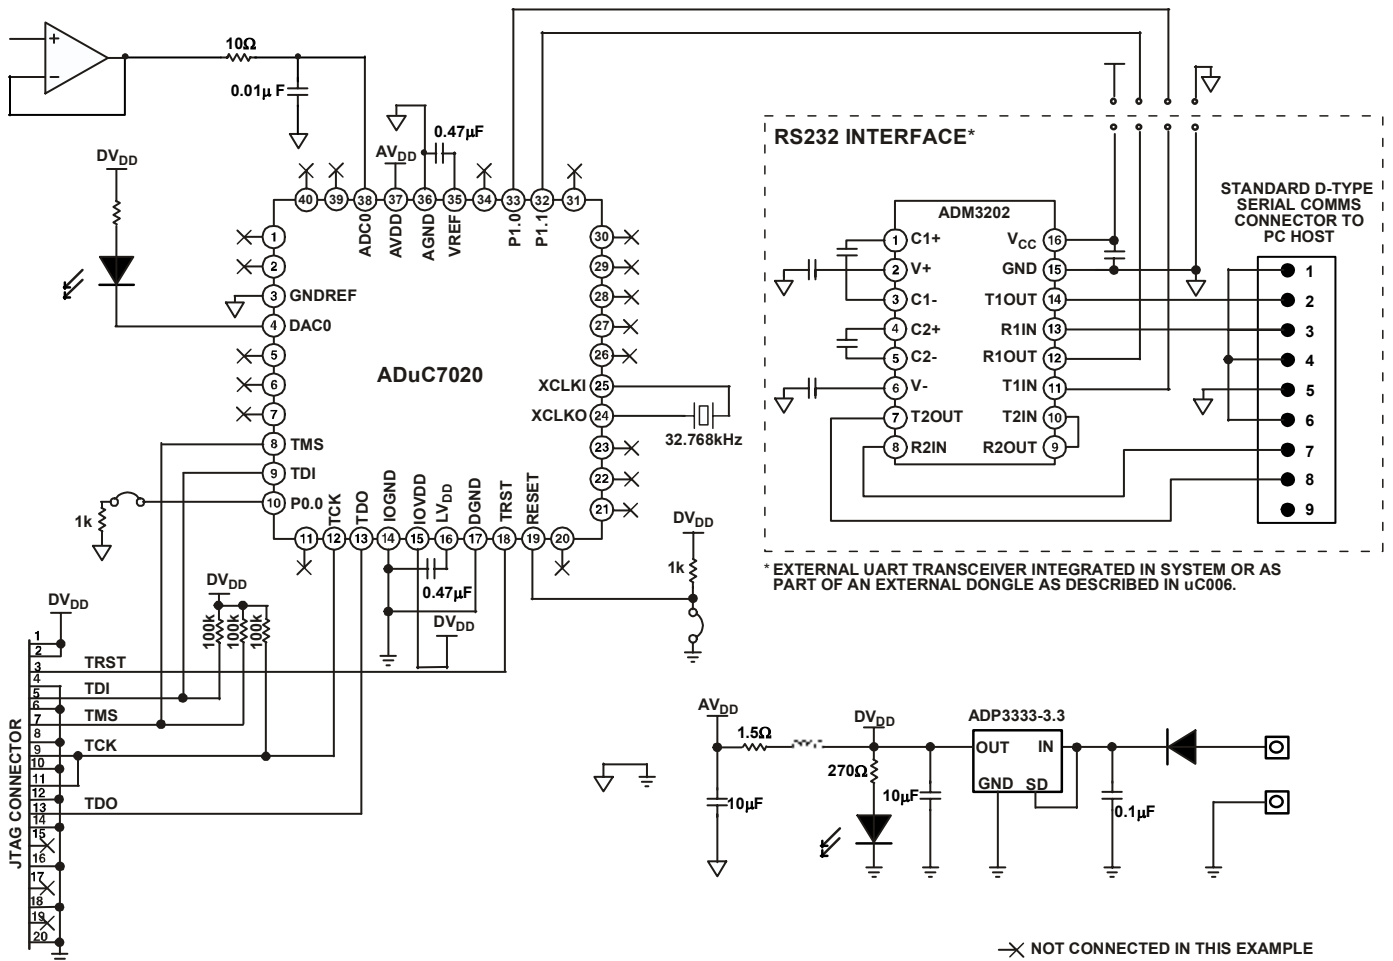 10Ω
0.01μ F
DVDD
AVDD
0.47μF
40
39
38
37
36
35
34
33
32
31
ADC0
AVDD
AGND
VREF
P1.0
P1.1
1
2
3 GNDREF
4 DAC0
5
6
7
8 TMS
9 TDI
10 P0.0
ADuC7020
30
29
28
27
26
XCLKI 25
XCLKO 24
23
22
21
32.768kHz
TCK
TDO
IOGND
IOVDD
LVDD
DGND
TRST
RESET
11
12
13
14
15
16
17
18
19
20
1k
0.47μF
DVDD
DVDD
1k
RS232 INTERFACE*
STANDARD D-TYPE
SERIAL COMMS
CONNECTOR TO
PC HOST
ADM3202
1 C1+
2 V+
3 C1-
4 C2+
5 C2-
6 V-
7 T2OUT
8 R2IN
VCC 16
GND 15
T1OUT 14
R1IN 13
R1OUT 12
T1IN 11
T2IN 10
R2OUT 9
1
2
3
4
5
6
7
8
9
* EXTERNAL UART TRANSCEIVER INTEGRATED IN SYSTEM OR AS
PART OF AN EXTERNAL DONGLE AS DESCRIBED IN uC006.
DVDD
DVDD
100k
100k
100k
JTAG CONNECTOR
1
2
3
4
5
6
7
8
9
10
11
12
13
14
15
16
17
18
19
20
TRST
TDI
TMS
TCK
TDO
AVDD
1.5Ω
DVDD
ADP3333-3.3
OUT
IN
GND
SD
270Ω
10μF
10μF
0.1μF
NOT CONNECTED IN THIS EXAMPLE